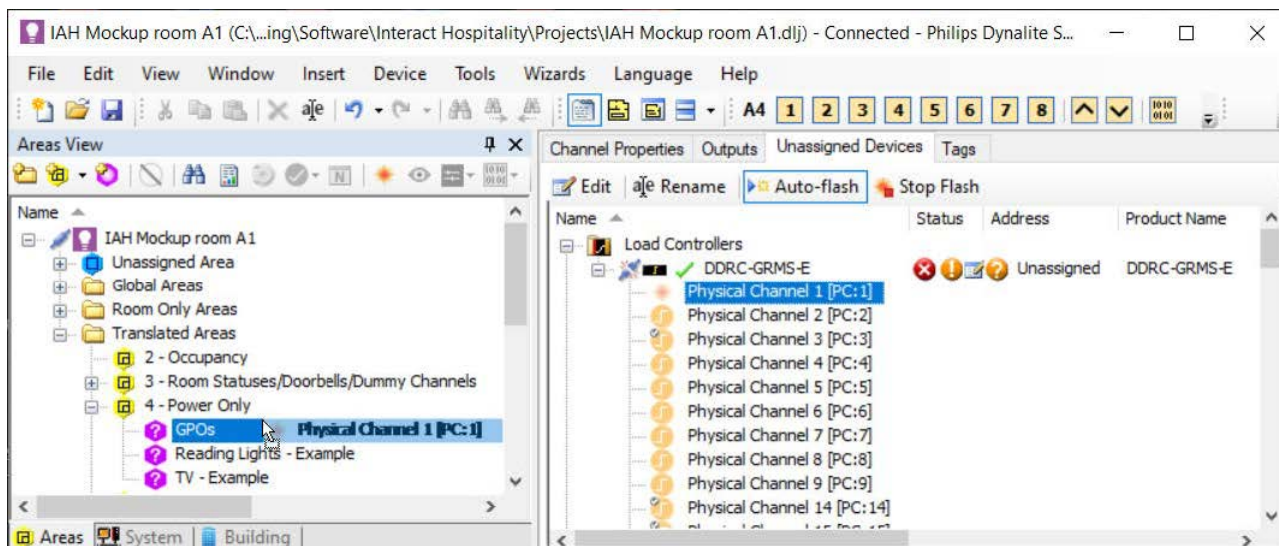 IAH Mockup room A1 (C:\...ing\Software\Interact Hospitality\Projects\IAH Mockup room A1.dlj) - Connected - Philips Dynalite S...
File Edit View Window Insert Device Tools Wizards Language Help
A4 1 2 3 4 5 6 7 8
Areas View
Name
IAH Mockup room A1
Unassigned Area
Global Areas
Room Only Areas
Translated Areas
2 - Occupancy
3 - Room Statuses/Doorbells/Dummy Channels
4 - Power Only
GPOs Physical Channel 1 [PC:1]
Reading Lights - Example
TV - Example
Areas System Building
Channel Properties Outputs Unassigned Devices Tags
Edit Rename Auto-flash Stop Flash
Name Status Address Product Name
Load Controllers
DDRC-GRMS-E Unassigned DDRC-GRMS-E
Physical Channel 1 [PC:1]
Physical Channel 2 [PC:2]
Physical Channel 3 [PC:3]
Physical Channel 4 [PC:4]
Physical Channel 5 [PC:5]
Physical Channel 6 [PC:6]
Physical Channel 7 [PC:7]
Physical Channel 8 [PC:8]
Physical Channel 9 [PC:9]
Physical Channel 14 [PC:14]